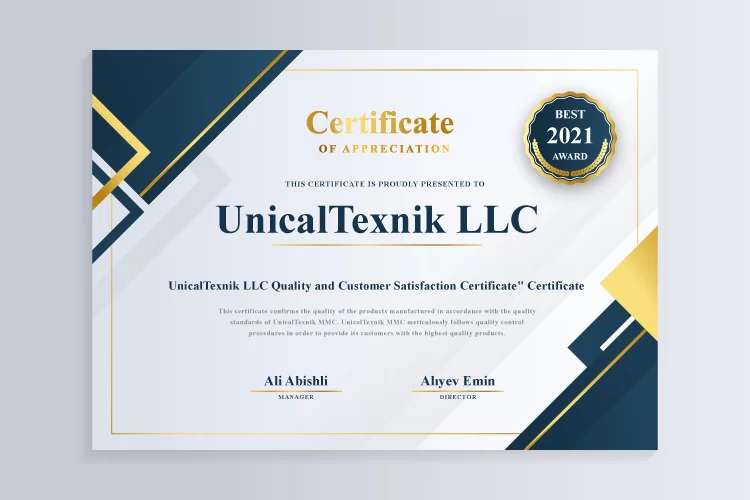 Certificate
OF APPRECIATION
BEST
2021
AWARD
THIS CERTIFICATE IS PROUDLY PRESENTED TO
UnicalTexnik LLC
UnicalTexnik LLC Quality and Customer Satisfaction Certificate" Certificate
This certificate confirms the quality of the products manufactured in accordance with the quality
standards of UnicalTexnik MMC. UnicalTexnik MMC meticulously follows quality control
procedures in order to provide its customers with the highest quality products.
Ali Abishli
MANAGER
Alıyev Emin
DIRECTOR